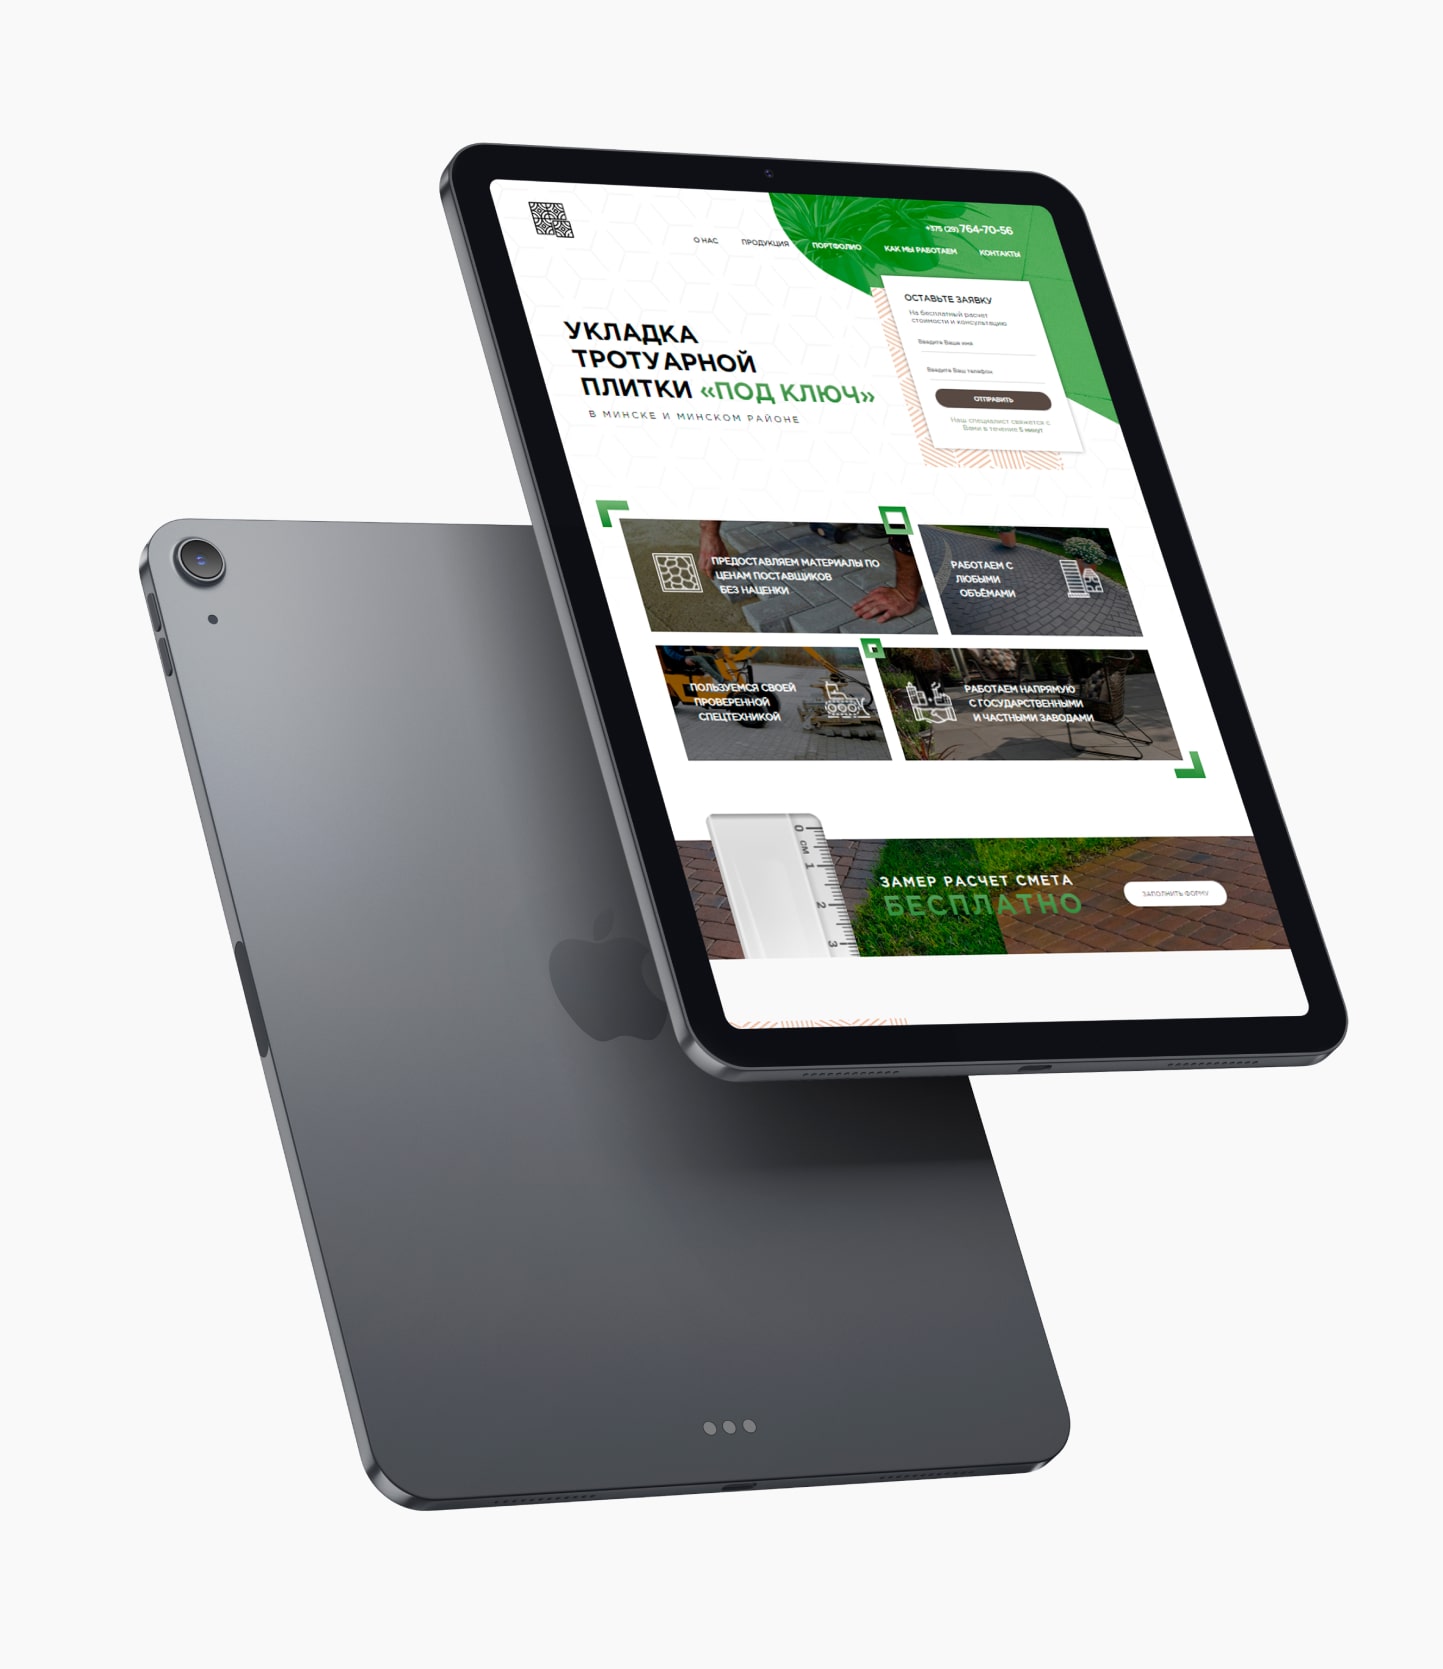 +375 (29) 764-70-56
О НАС ПРОДУКЦИЯ ПОРТФОЛИО КАК МЫ РАБОТАЕМ КОНТАКТЫ
УКЛАДКА
ТРОТУАРНОЙ
ПЛИТКИ «ПОД КЛЮЧ»
В МИНСКЕ И МИНСКОМ РАЙОНЕ
ОСТАВЬТЕ ЗАЯВКУ
На бесплатный расчет
стоимости и консультацию
Введите Ваше имя
Введите Ваш телефон
ОТПРАВИТЬ
Наш специалист свяжется с
Вами в течение 5 минут
ПРЕДОСТАВЛЯЕМ МАТЕРИАЛЫ ПО
ЦЕНАМ ПОСТАВЩИКОВ
БЕЗ НАЦЕНКИ
РАБОТАЕМ С
ЛЮБЫМИ
ОБЪЁМАМИ
ПОЛЬЗУЕМСЯ СВОЕЙ
ПРОВЕРЕННОЙ
СПЕЦТЕХНИКОЙ
РАБОТАЕМ НАПРЯМУЮ
С ГОСУДАРСТВЕННЫМИ
И ЧАСТНЫМИ ЗАВОДАМИ
0 СМ 1 2 3
ЗАМЕР РАСЧЕТ СМЕТА
БЕСПЛАТНО
ЗАПОЛНИТЬ ФОРМУ